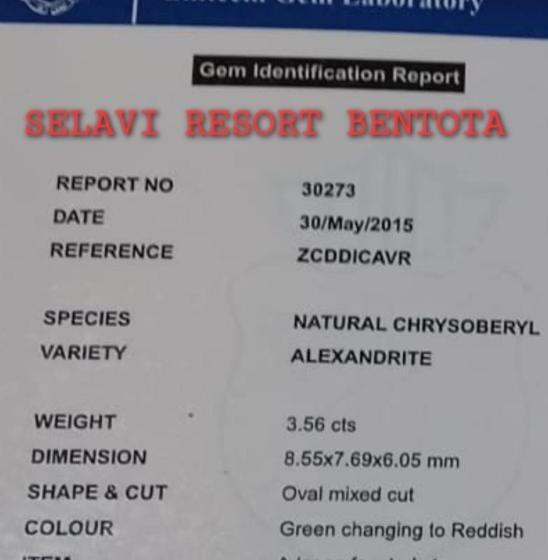 Gem Laboratory
Gem Identification Report
SELAVI RESORT BENTOTA
REPORT NO 30273
DATE 30/May/2015
REFERENCE ZCDDICAVR
SPECIES NATURAL CHRYSOBERYL
VARIETY ALEXANDRITE
WEIGHT 3.56 cts
DIMENSION 8.55x7.69x6.05 mm
SHAPE & CUT Oval mixed cut
COLOUR Green changing to Reddish